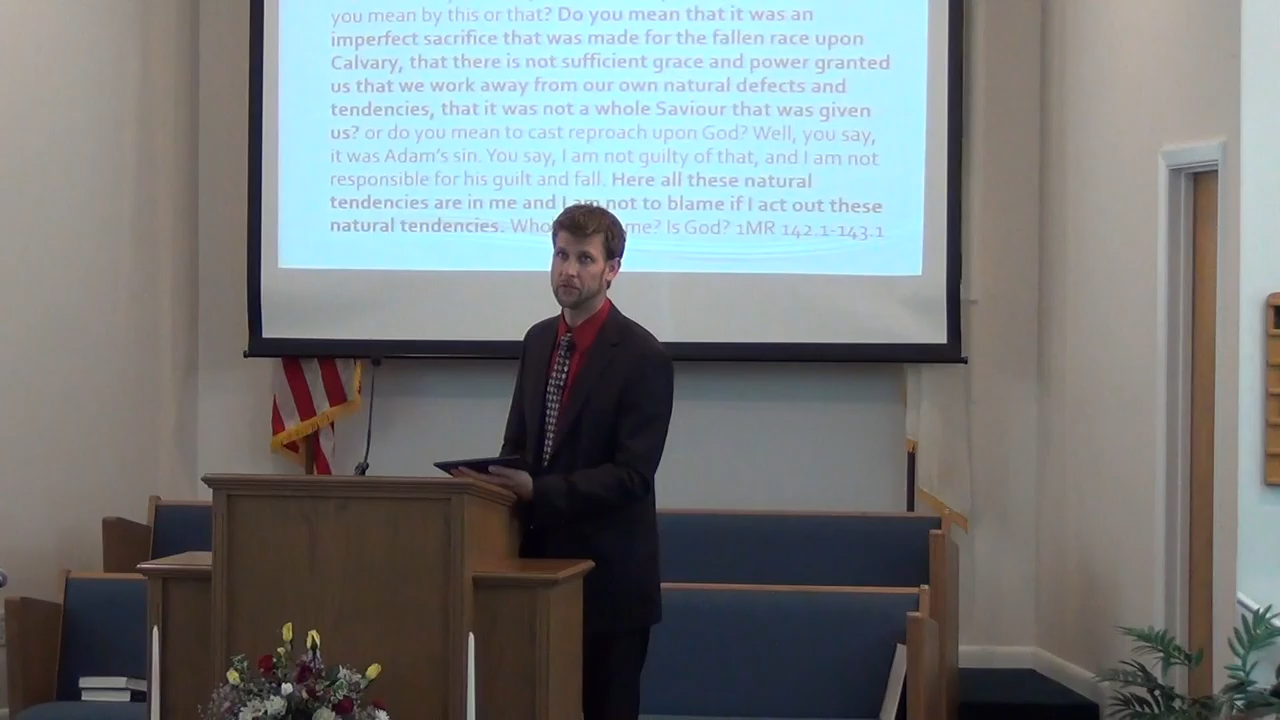 you mean by this or that? Do you mean that it was an
imperfect sacrifice that was made for the fallen race upon
Calvary, that there is not sufficient grace and power granted
us that we work away from our own natural defects and
tendencies, that it was not a whole Saviour that was given
us? or do you mean to cast reproach upon God? Well, you say,
it was Adam's sin. You say, I am not guilty of that, and I am not
responsible for his guilt and fall. Here all these natural
tendencies are in me and I am not to blame if I act out these
natural tendencies. Who me? Is God? 1MR 142.1-143.1